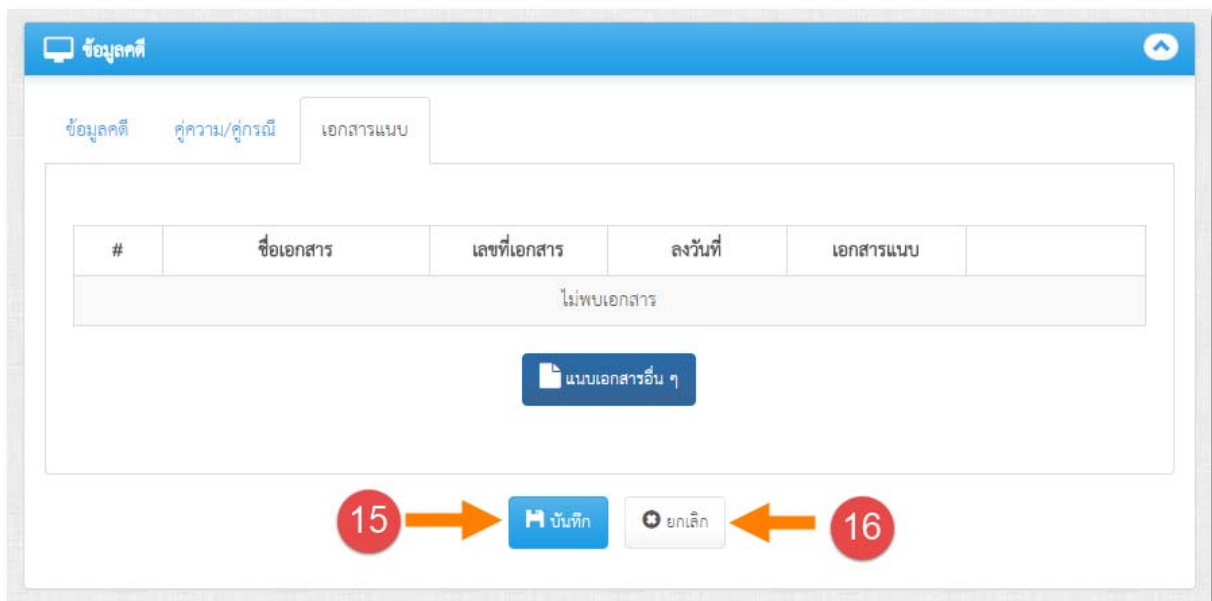 ข้อมูลคดี
ข้อมูลคดี คู่ความ/คู่กรณี เอกสารแนบ
# ชื่อเอกสาร เลขที่เอกสาร ลงวันที่ เอกสารแนบ
ไม่พบเอกสาร
แนบเอกสารอื่น ๆ
15 บันทึก ยกเลิก 16